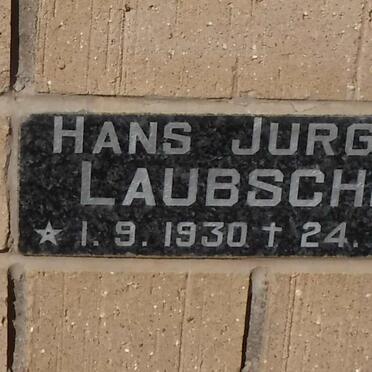 HANS JURG
LAUBSCH
★ 1. 9. 1930 † 24.